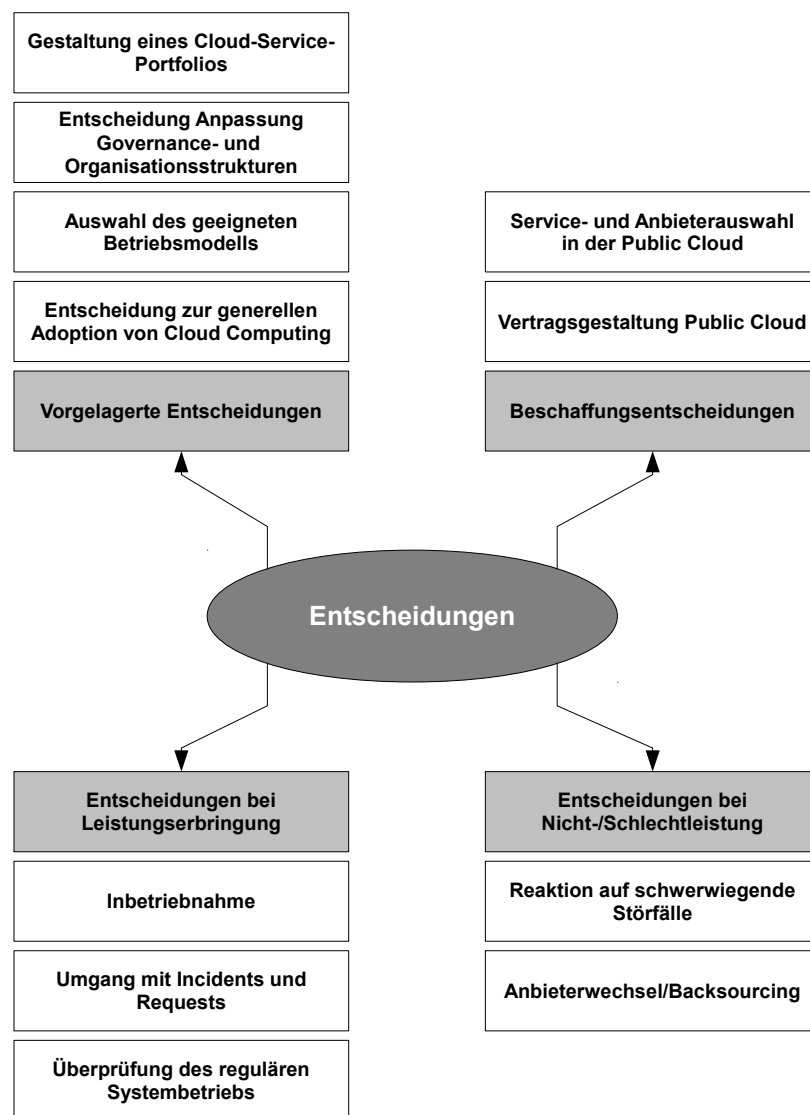 Gestaltung eines Cloud-Service-
Portfolios
Entscheidung Anpassung
Governance- und
Organisationsstrukturen
Auswahl des geeigneten
Betriebsmodells
Entscheidung zur generellen
Adoption von Cloud Computing
Vorgelagerte Entscheidungen
Service- und Anbieterauswahl
in der Public Cloud
Vertragsgestaltung Public Cloud
Beschaffungsentscheidungen
Entscheidungen
Entscheidungen bei
Leistungserbringung
Inbetriebnahme
Umgang mit Incidents und
Requests
Überprüfung des regulären
Systembetriebs
Entscheidungen bei
Nicht-/Schlechtleistung
Reaktion auf schwerwiegende
Störfälle
Anbieterwechsel/Backsourcing